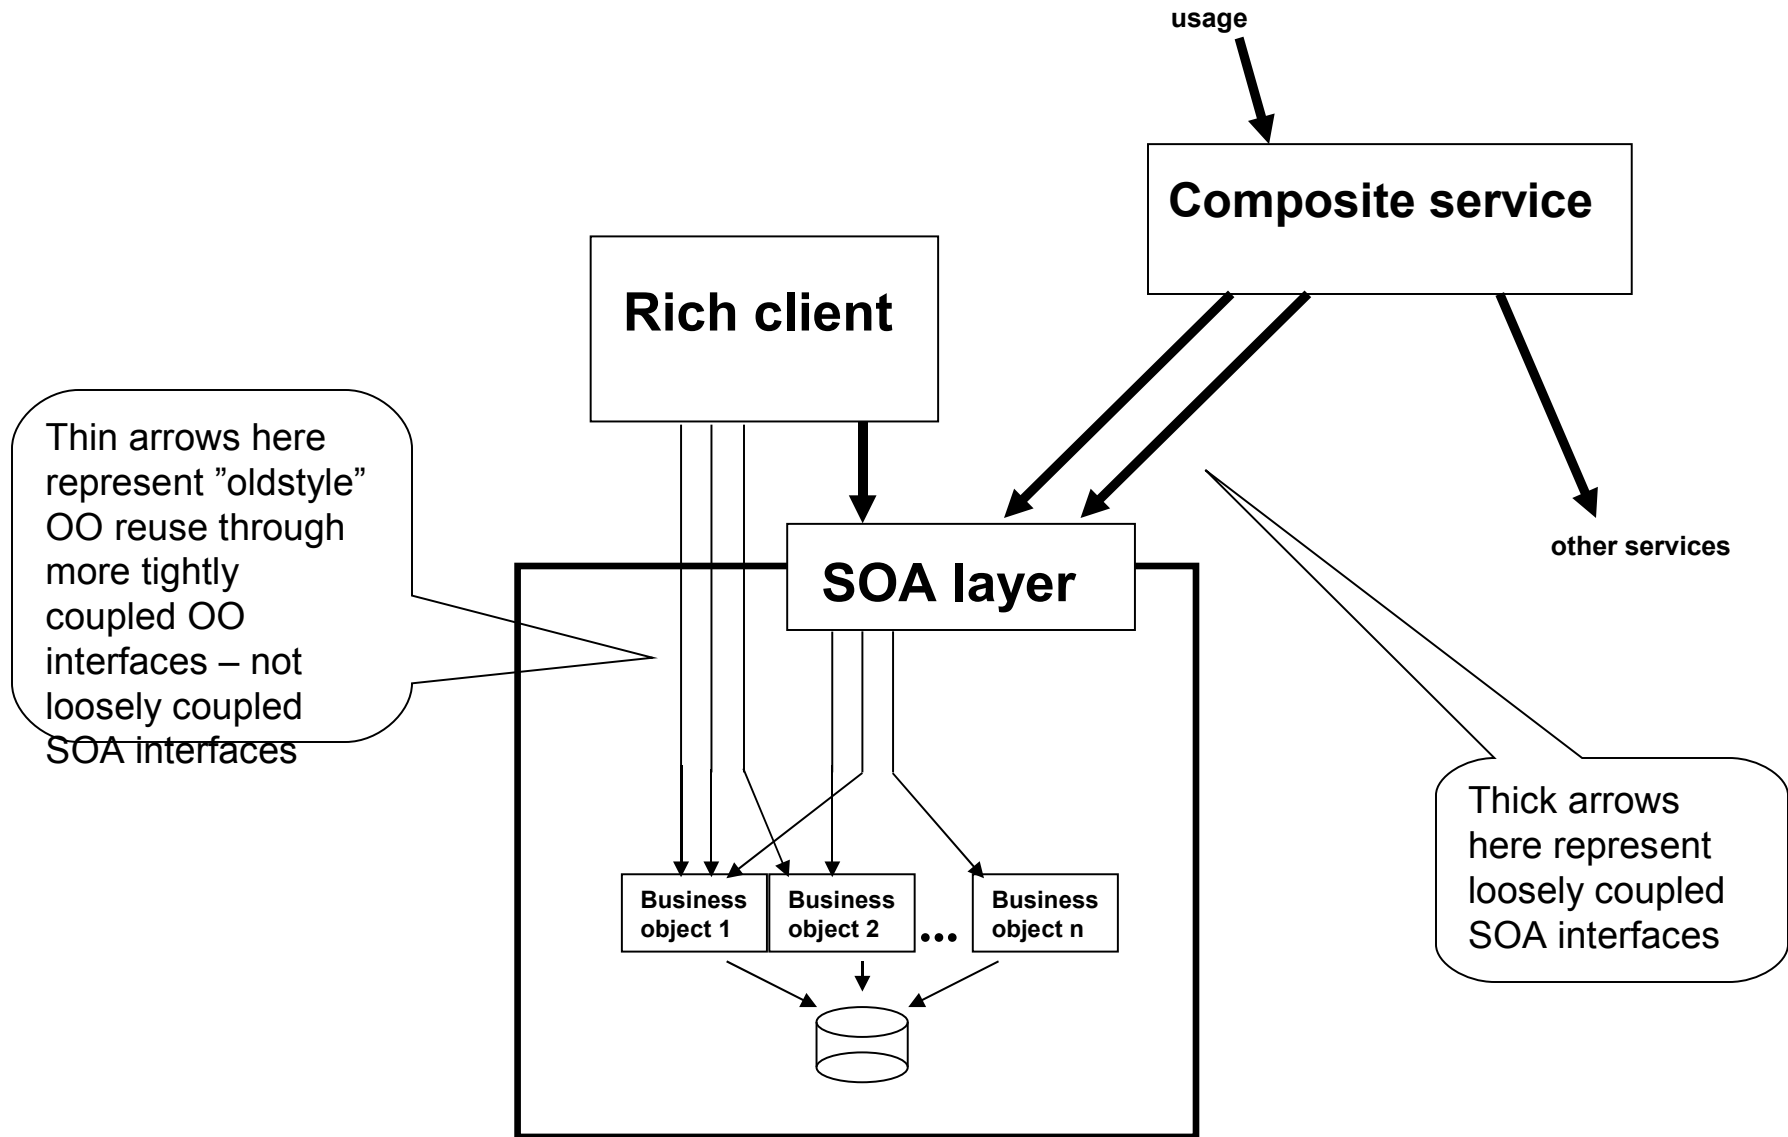 usage
Composite service
Rich client
Thin arrows here
represent ”oldstyle”
OO reuse through
more tightly
coupled OO
interfaces – not
loosely coupled
SOA interfaces
other services
SOA layer
Thick arrows
here represent
loosely coupled
SOA interfaces
Business
object 1
Business
object 2
...
Business
object n